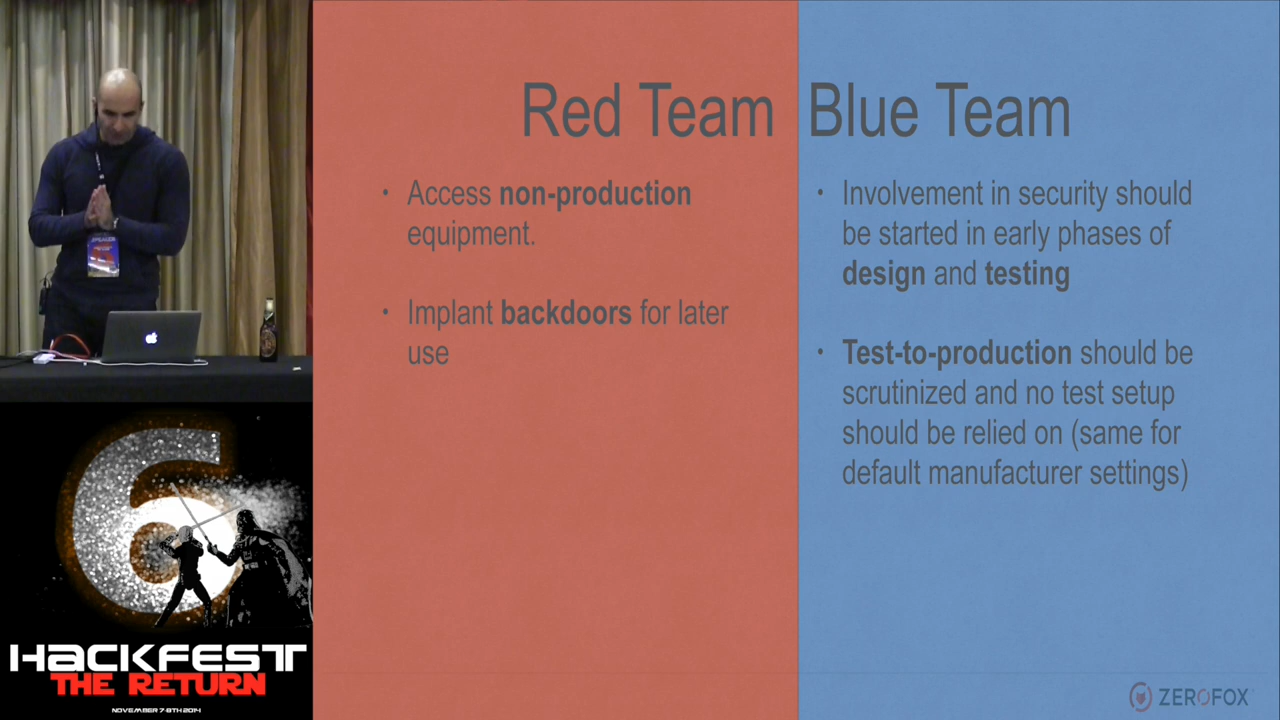 Red Team
• Access non-production
equipment.
• Implant backdoors for later
use
Blue Team
• Involvement in security should
be started in early phases of
design and testing
• Test-to-production should be
scrutinized and no test setup
should be relied on (same for
default manufacturer settings)
ZEROFOX
SPEAKER
6
HACKFEST
THE RETURN
NOVEMBER 7-8TH 2014